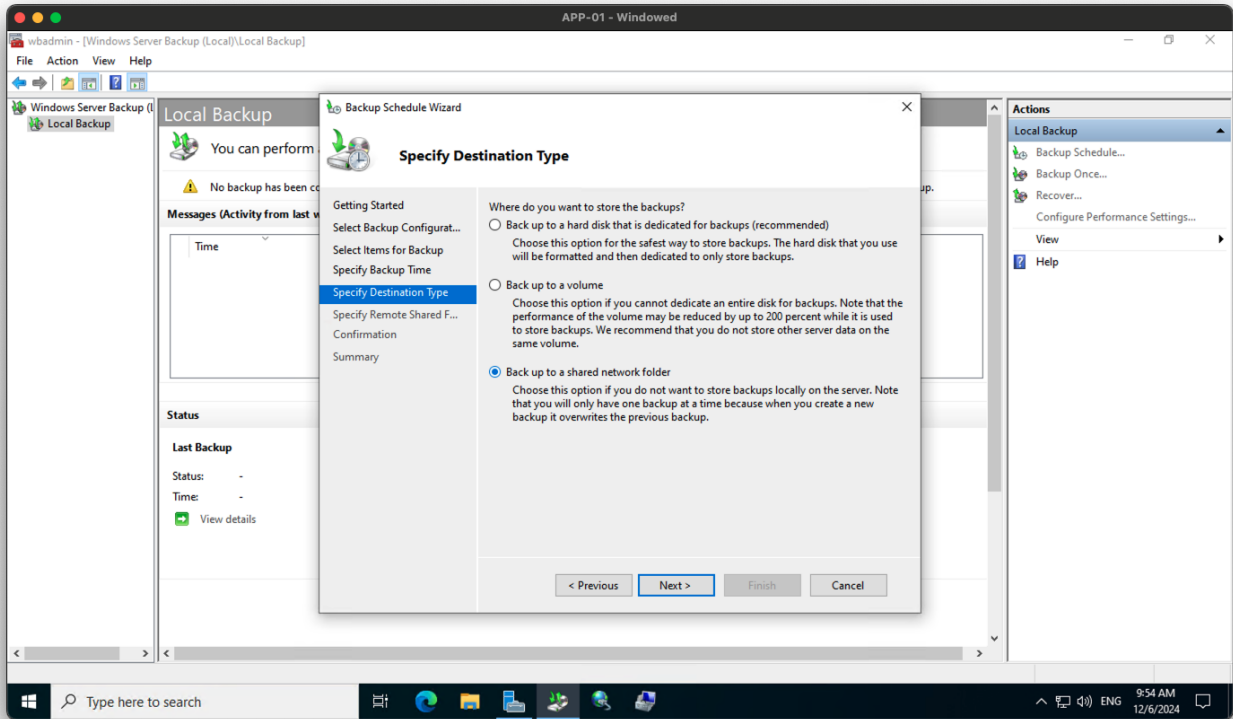 APP-01 - Windowed
wbadmin - [Windows Server Backup (Local)\Local Backup]
File Action View Help
Windows Server Backup (L
Local Backup
Local Backup
You can perform
No backup has been co
up.
Messages (Activity from last w
Time
Status
Last Backup
Status: -
Time: -
View details
Backup Schedule Wizard
Specify Destination Type
Getting Started
Select Backup Configurat...
Select Items for Backup
Specify Backup Time
Specify Destination Type
Specify Remote Shared F...
Confirmation
Summary
Where do you want to store the backups?
Back up to a hard disk that is dedicated for backups (recommended)
Choose this option for the safest way to store backups. The hard disk that you use
will be formatted and then dedicated to only store backups.
Back up to a volume
Choose this option if you cannot dedicate an entire disk for backups. Note that the
performance of the volume may be reduced by up to 200 percent while it is used
to store backups. We recommend that you do not store other server data on the
same volume.
Back up to a shared network folder
Choose this option if you do not want to store backups locally on the server. Note
that you will only have one backup at a time because when you create a new
backup it overwrites the previous backup.
< Previous Next > Finish Cancel
Actions
Local Backup
Backup Schedule...
Backup Once...
Recover...
Configure Performance Settings...
View
Help
Type here to search
ENG
9:54 AM
12/6/2024